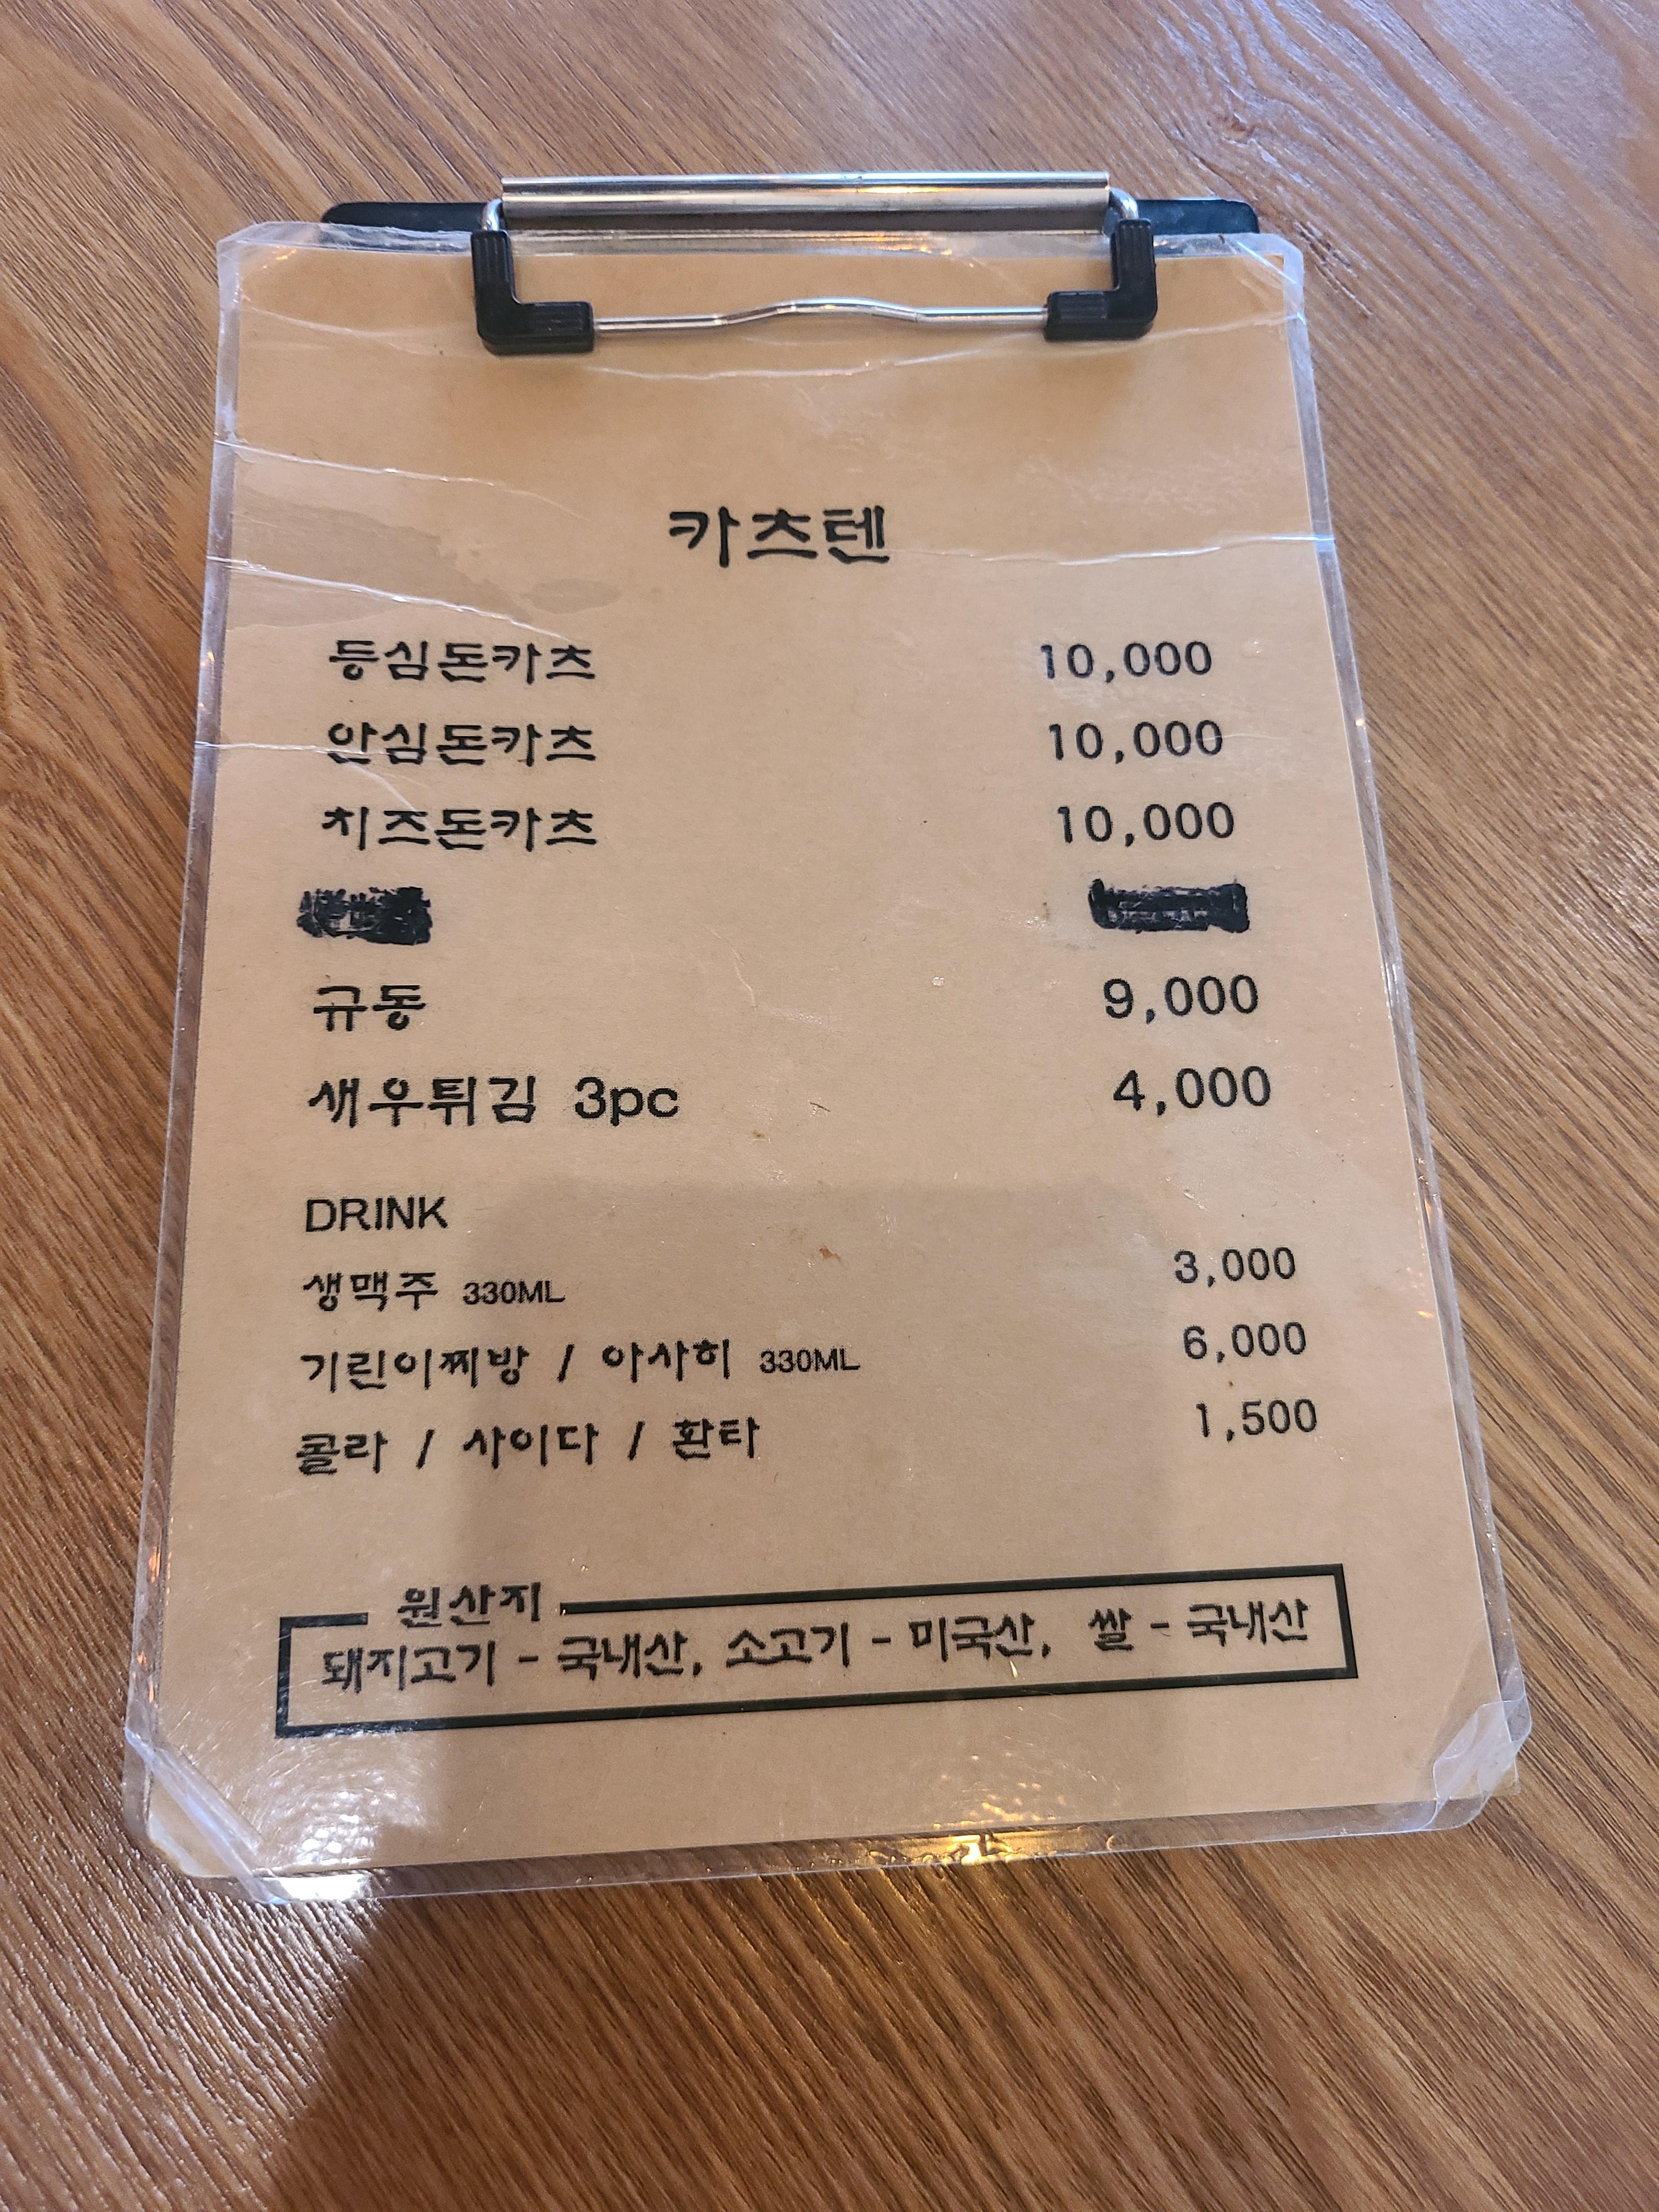 카츠텐
등심돈카츠 10,000
안심돈카츠 10,000
치즈돈카츠 10,000
규동 9,000
새우튀김 3pc 4,000
DRINK
생맥주 330ML 3,000
기린이찌방 / 아사히 330ML 6,000
콜라 / 사이다 / 환타 1,500
원산지
돼지고기 - 국내산, 소고기 - 미국산, 쌀 - 국내산